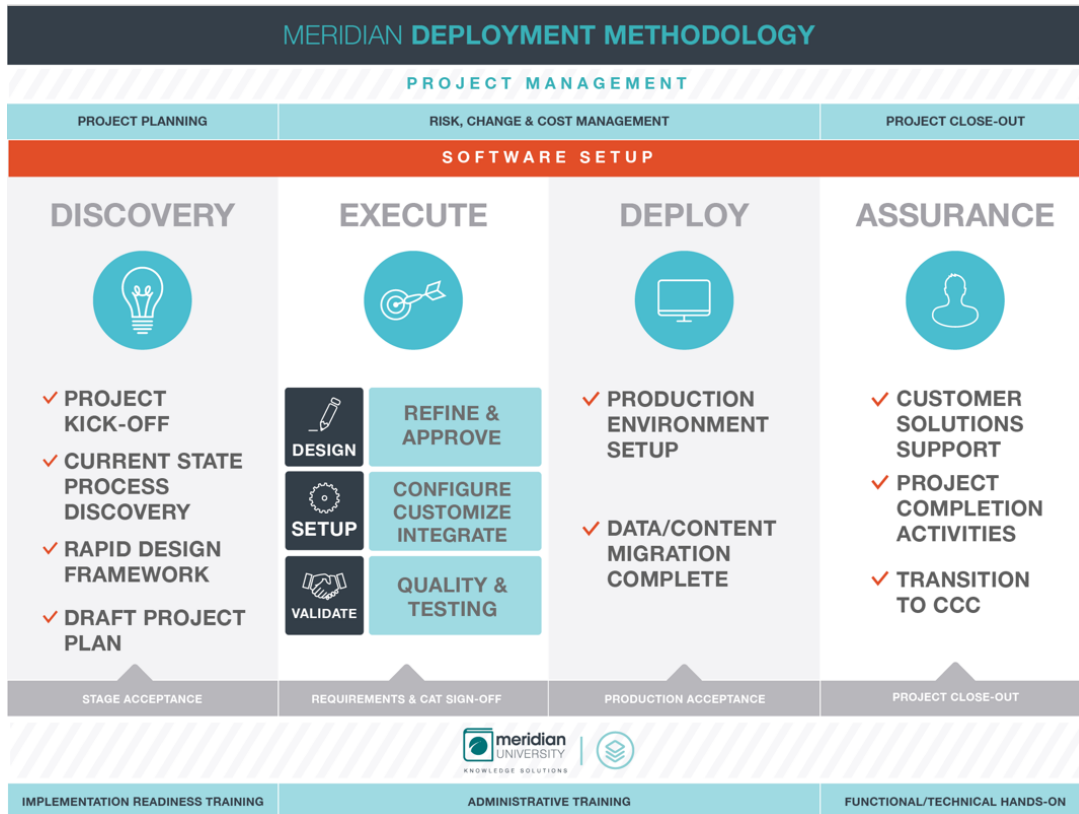 MERIDIAN DEPLOYMENT METHODOLOGY
PROJECT MANAGEMENT
PROJECT PLANNING
RISK, CHANGE & COST MANAGEMENT
PROJECT CLOSE-OUT
SOFTWARE SETUP
DISCOVERY
PROJECT
KICK-OFF
CURRENT STATE
PROCESS
DISCOVERY
RAPID DESIGN
FRAMEWORK
DRAFT PROJECT
PLAN
STAGE ACCEPTANCE
EXECUTE
DESIGN
REFINE &
APPROVE
SETUP
CONFIGURE
CUSTOMIZE
INTEGRATE
VALIDATE
QUALITY &
TESTING
REQUIREMENTS & CAT SIGN-OFF
DEPLOY
PRODUCTION
ENVIRONMENT
SETUP
DATA/CONTENT
MIGRATION
COMPLETE
PRODUCTION ACCEPTANCE
ASSURANCE
CUSTOMER
SOLUTIONS
SUPPORT
PROJECT
COMPLETION
ACTIVITIES
TRANSITION
TO CCC
PROJECT CLOSE-OUT
meridian
UNIVERSITY
KNOWLEDGE SOLUTIONS
IMPLEMENTATION READINESS TRAINING
ADMINISTRATIVE TRAINING
FUNCTIONAL/TECHNICAL HANDS-ON